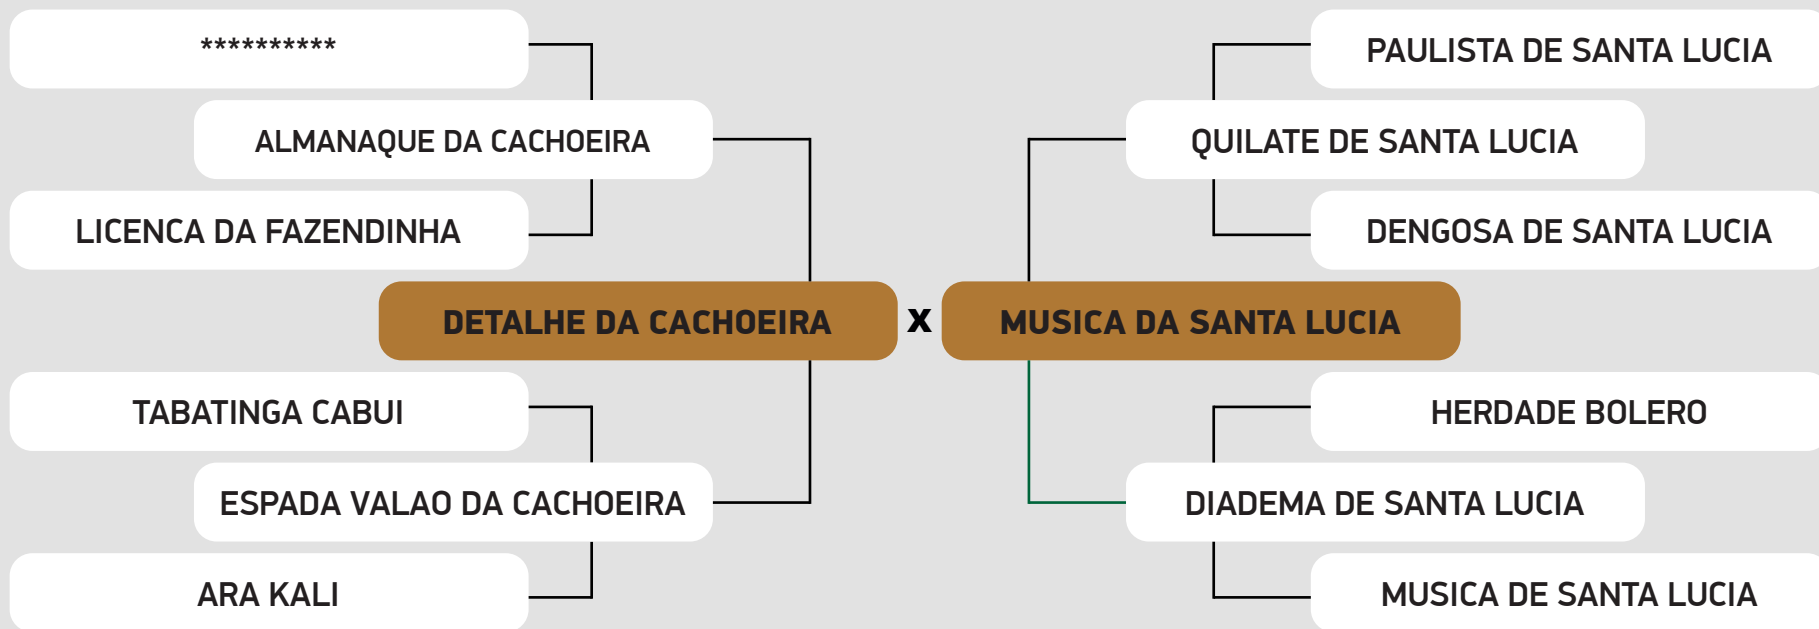 **********
PAULISTA DE SANTA LUCIA
ALMANAQUE DA CACHOEIRA
QUILATE DE SANTA LUCIA
LICENCA DA FAZENDINHA
DENGOSA DE SANTA LUCIA
DETALHE DA CACHOEIRA x MUSICA DA SANTA LUCIA
TABATINGA CABUI
HERDADE BOLERO
ESPADA VALAO DA CACHOEIRA
DIADEMA DE SANTA LUCIA
ARA KALI
MUSICA DE SANTA LUCIA